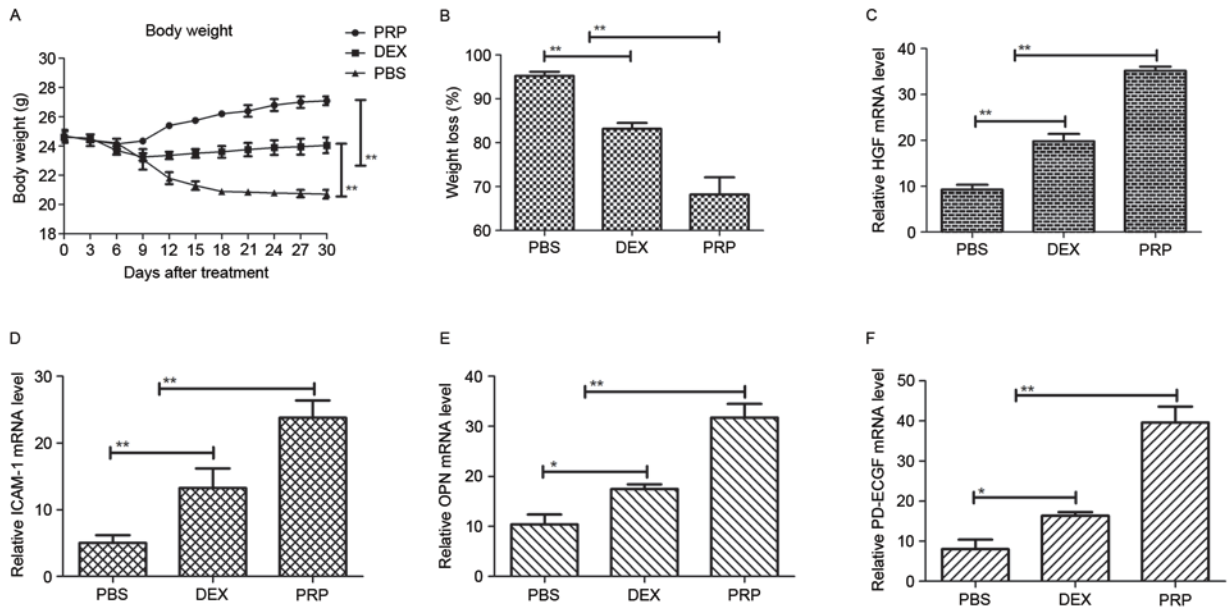 A
Body weight
PRP
DEX
PBS
Body weight (g)
28
26
24
22
20
18
0 3 6 9 12 15 18 21 24 27 30
Days after treatment
**
**
B
Weight loss (%)
100
90
80
70
60
**
**
PBS DEX PRP
C
Relative HGF mRNA level
40
30
20
10
0
**
**
PBS DEX PRP
D
Relative ICAM-1 mRNA level
30
20
10
0
**
**
PBS DEX PRP
E
Relative OPN mRNA level
40
30
20
10
0
*
**
PBS DEX PRP
F
Relative PD-ECGF mRNA level
50
40
30
20
10
0
*
**
PBS DEX PRP